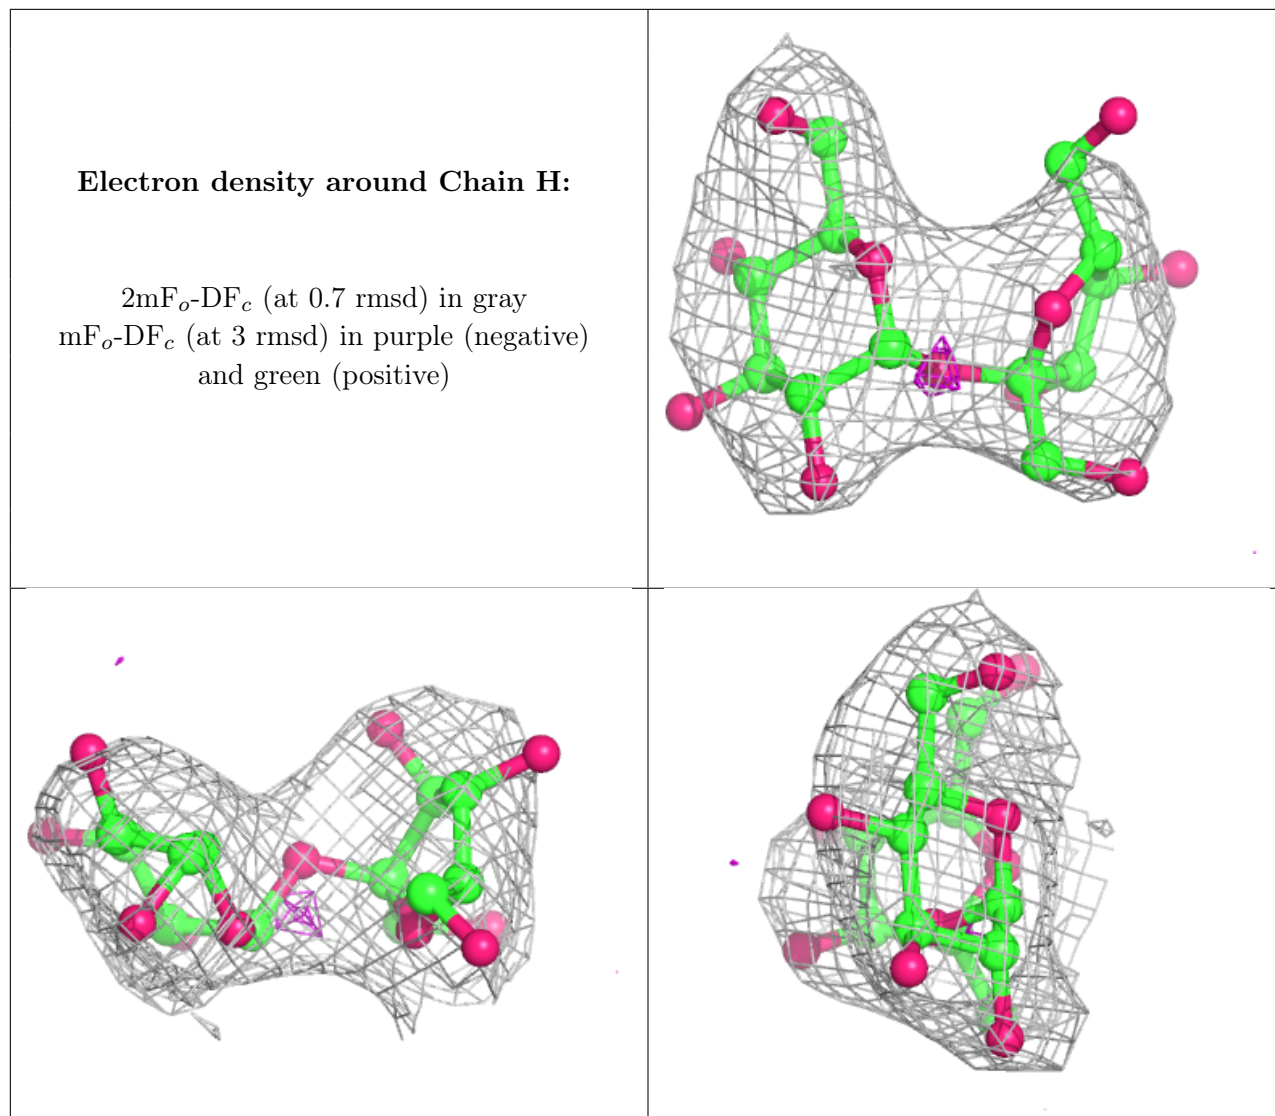 Electron density around Chain H:
2mFo-DFc (at 0.7 rmsd) in gray
mFo-DFc (at 3 rmsd) in purple (negative)
and green (positive)